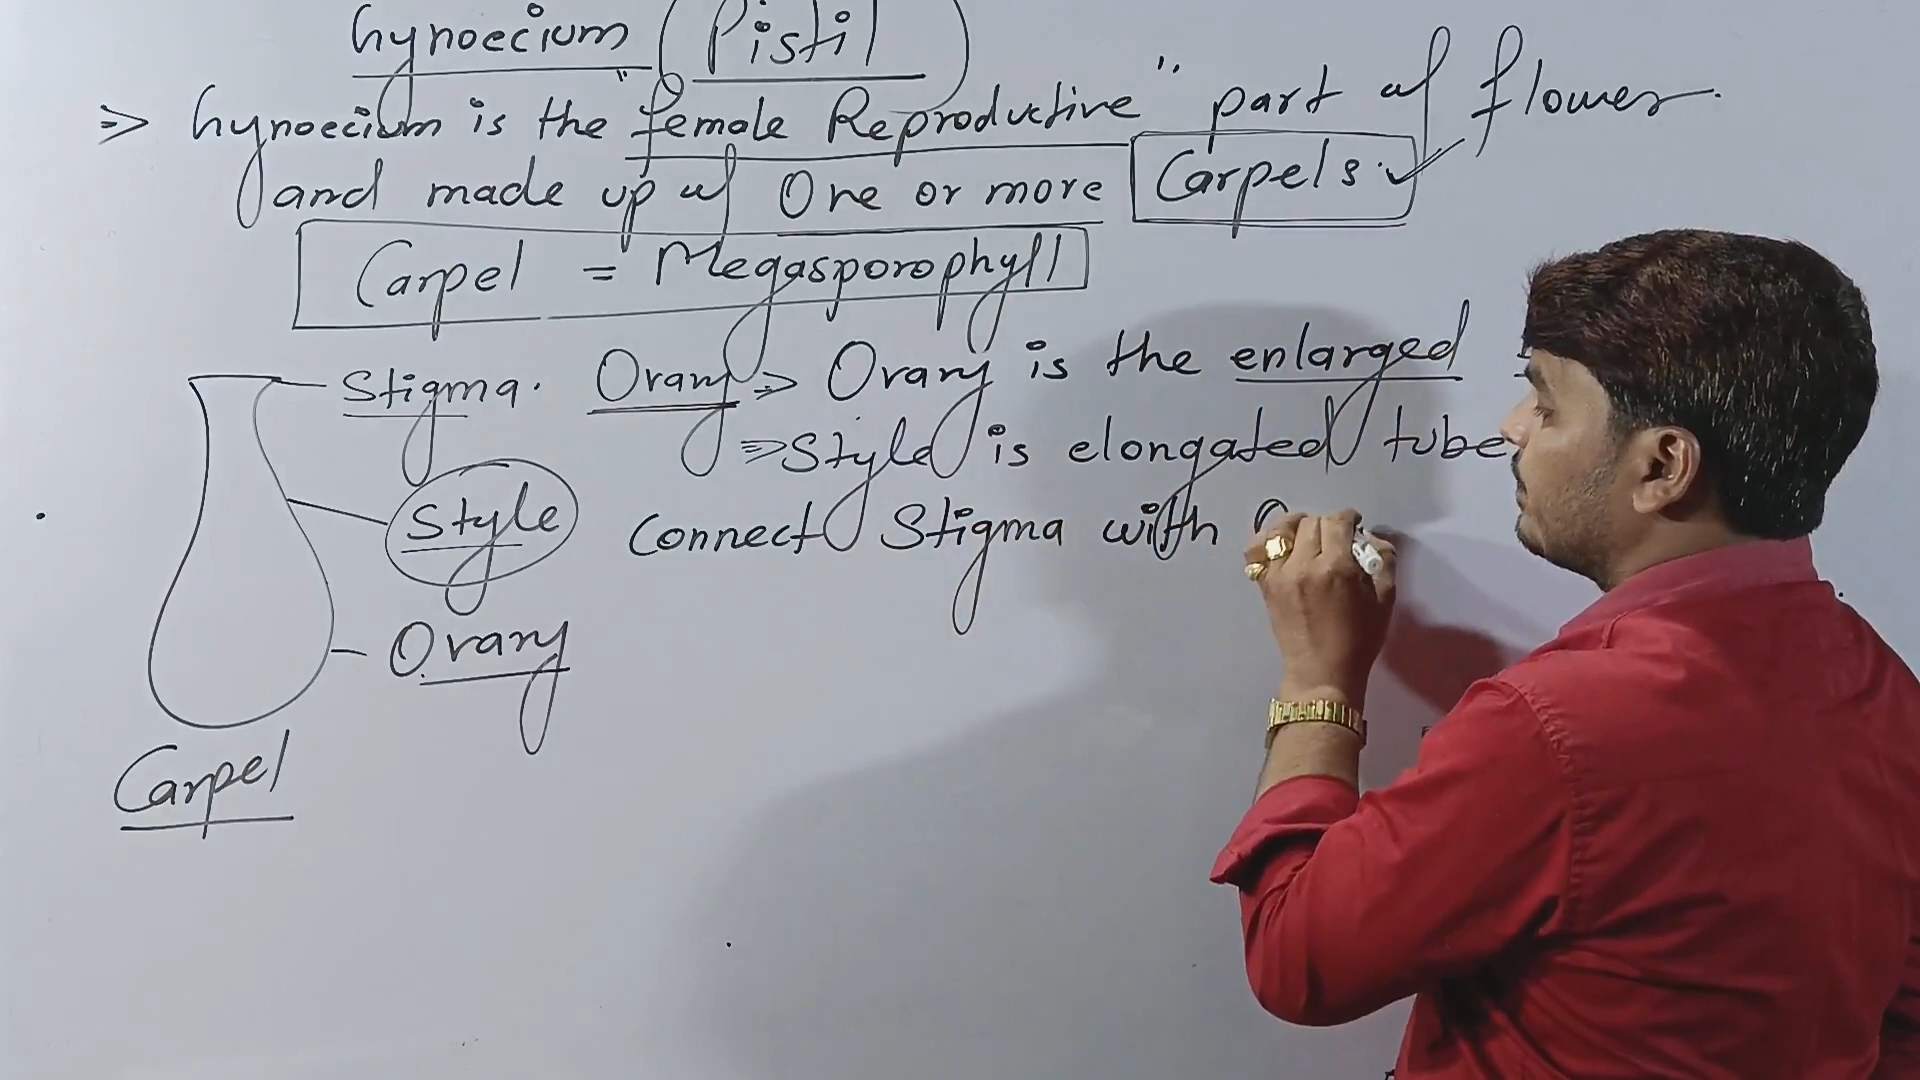 Gynoecium (Pistil)
⇒ Gynoecium is the "female Reproductive" part of flower.
and made up of One or more Carpels.
Carpel = Megasporophyll
Stigma. Ovary ⇒ Ovary is the enlarged
⇒ Style is elongated tube
Style connect Stigma with
Ovary
Carpel